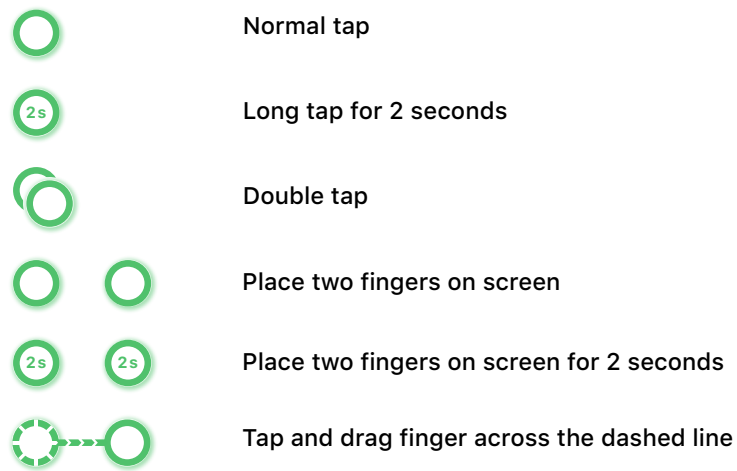 Normal tap
2s Long tap for 2 seconds
Double tap
Place two fingers on screen
2s 2s Place two fingers on screen for 2 seconds
Tap and drag finger across the dashed line